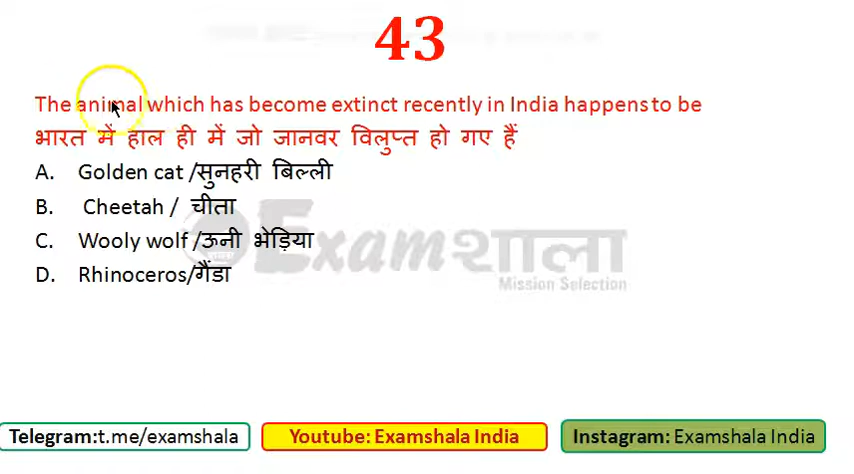 43
The animal which has become extinct recently in India happens to be
भारत में हाल ही में जो जानवर विलुप्त हो गए हैं
A. Golden cat /सुनहरी बिल्ली
B. Cheetah / चीता
C. Wooly wolf /ऊनी भेड़िया
D. Rhinoceros/गैंडा
Examशाला
Mission Selection
Telegram:t.me/examshala
Youtube: Examshala India
Instagram: Examshala India